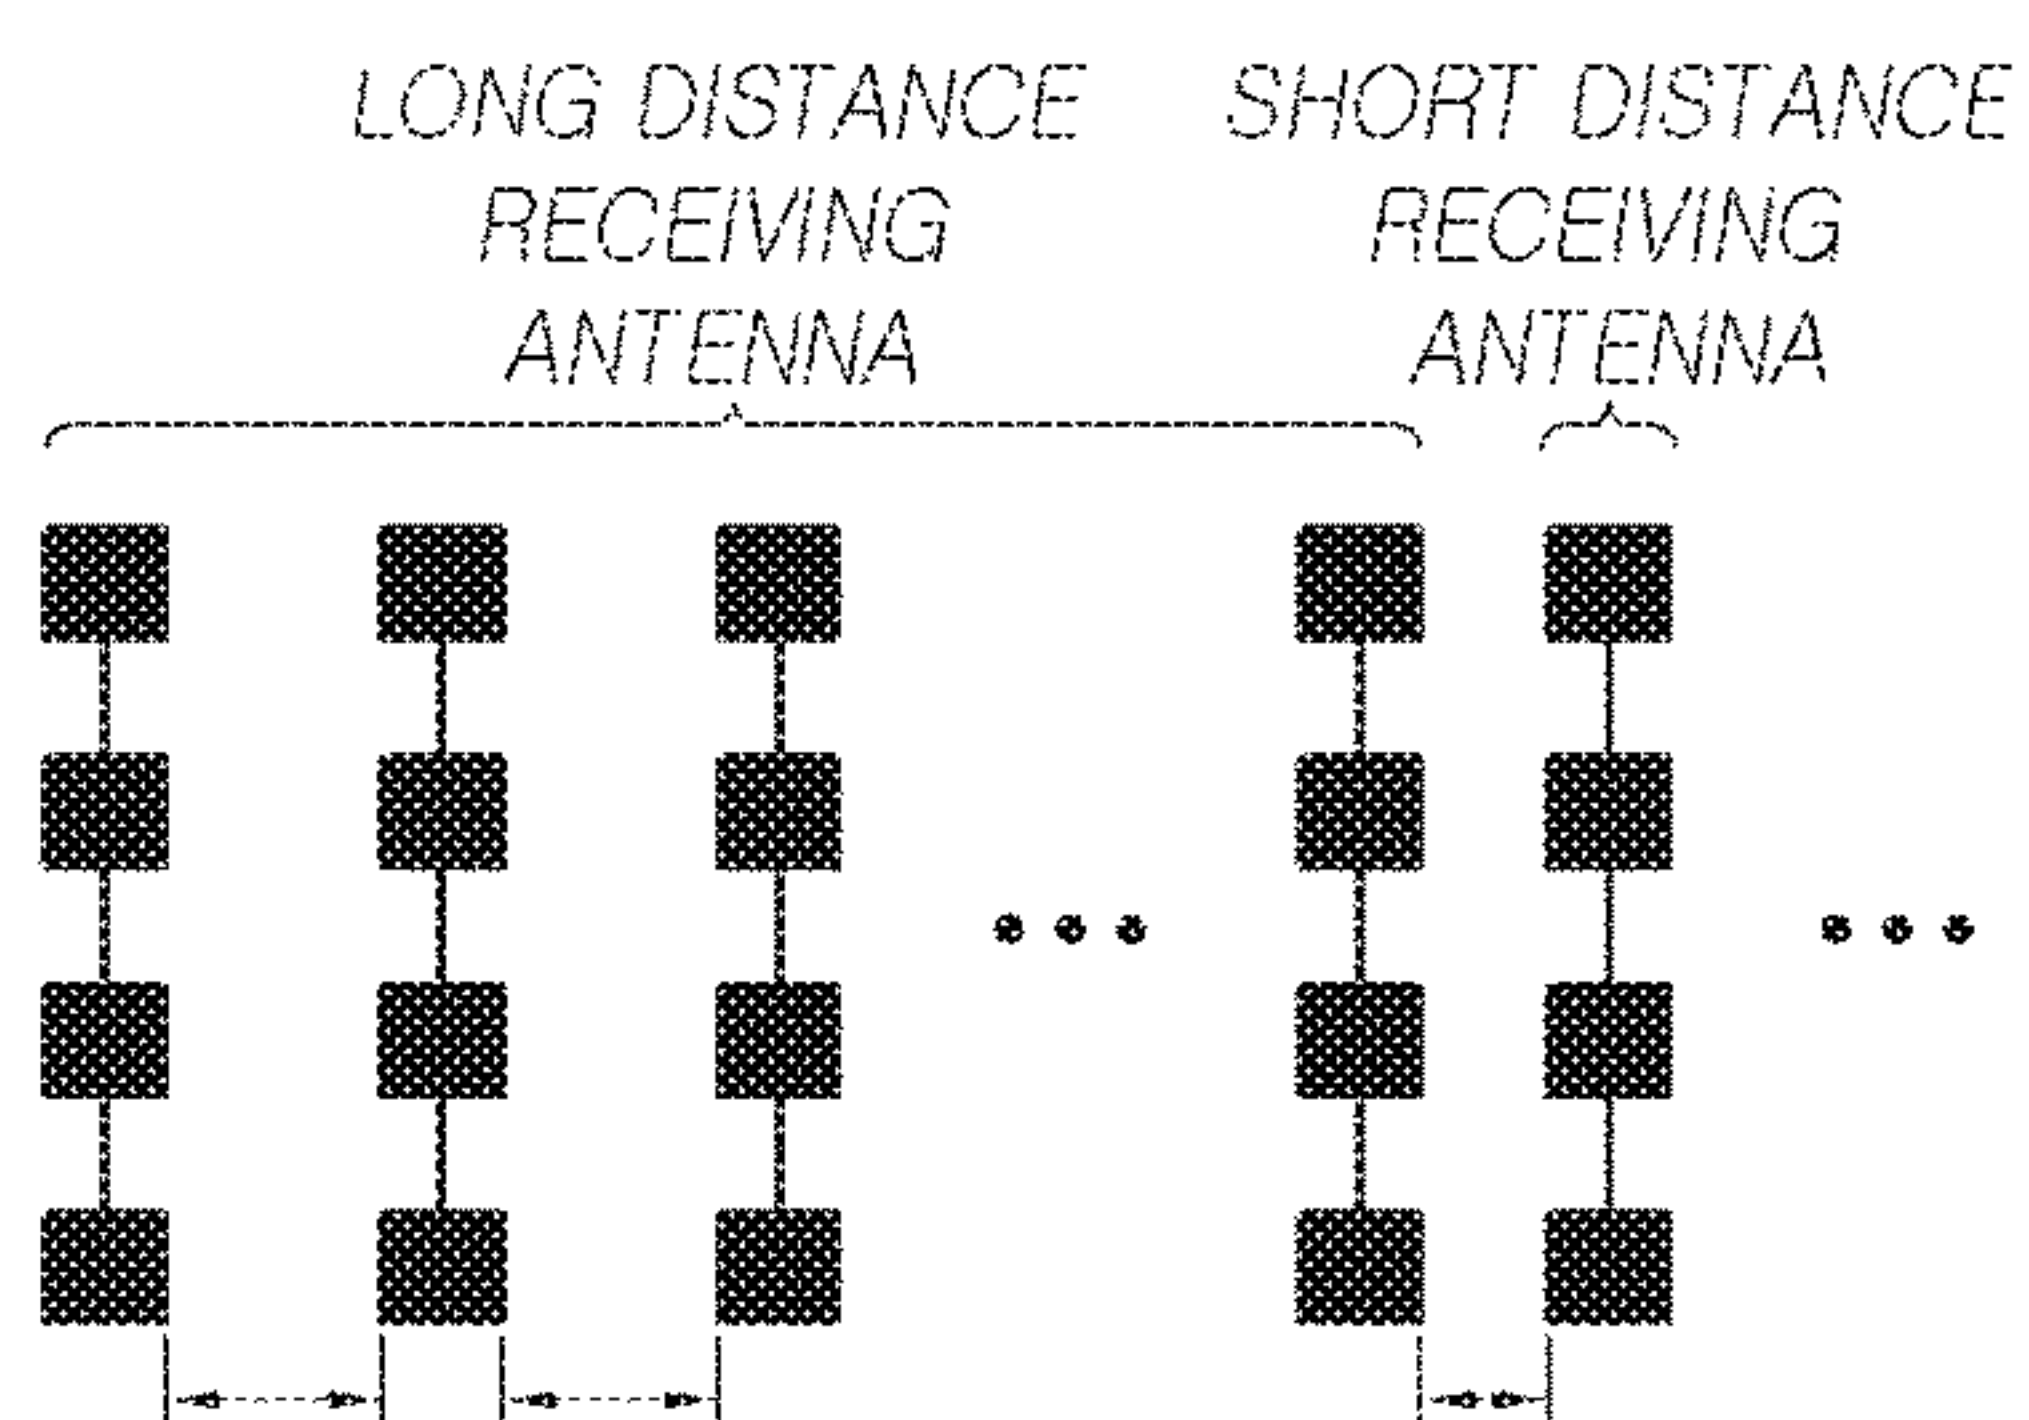 LONG DISTANCE
RECEIVING
ANTENNA
SHORT DISTANCE
RECEIVING
ANTENNA